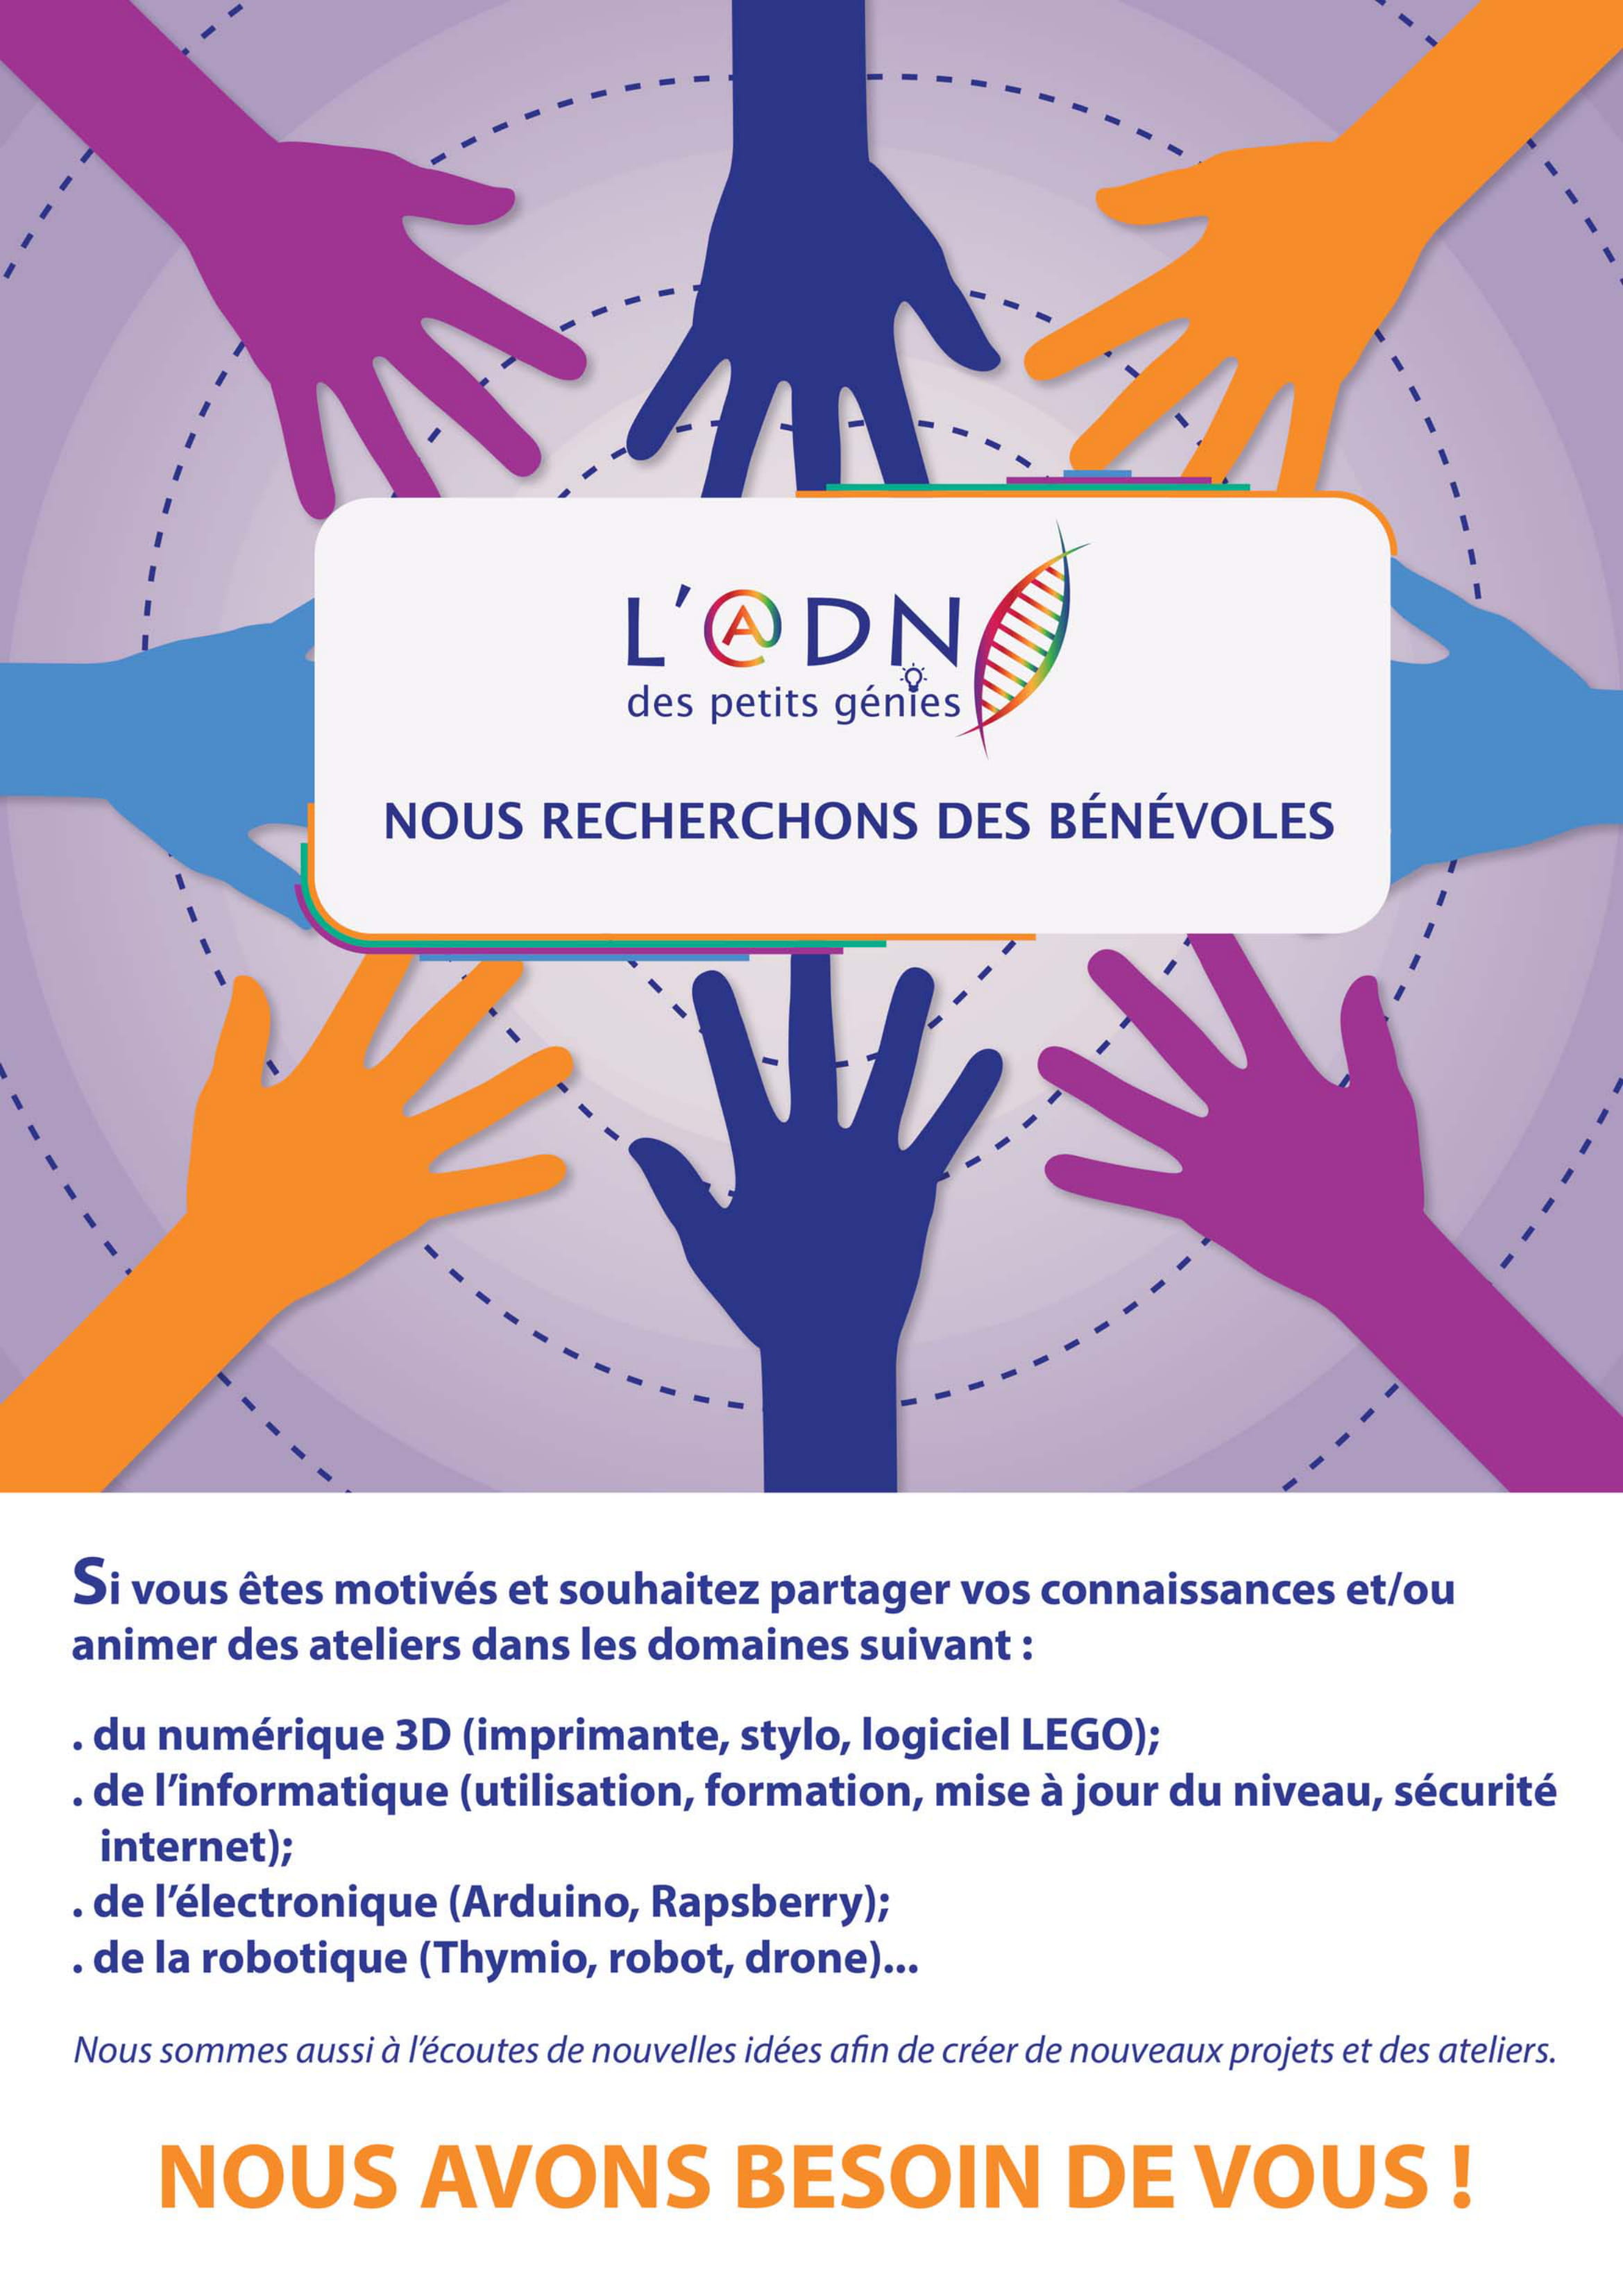 L'@DN
des petits génies
NOUS RECHERCHONS DES BÉNÉVOLES
Si vous êtes motivés et souhaitez partager vos connaissances et/ou
animer des ateliers dans les domaines suivant :
. du numérique 3D (imprimante, stylo, logiciel LEGO);
. de l'informatique (utilisation, formation, mise à jour du niveau, sécurité
internet);
. de l'électronique (Arduino, Rapsberry);
. de la robotique (Thymio, robot, drone)...
Nous sommes aussi à l'écoutes de nouvelles idées afin de créer de nouveaux projets et des ateliers.
NOUS AVONS BESOIN DE VOUS !